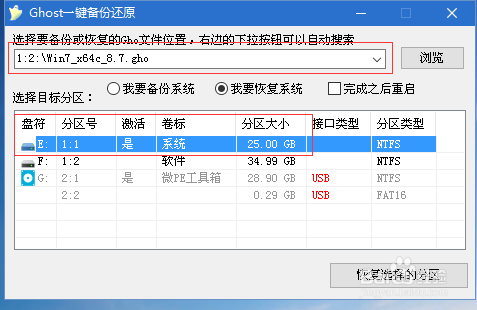 Ghost一键备份还原
选择要备份或恢复的Gho文件位置，右边的下拉按钮可以自动搜索
1:2:\Win7_x64c_8.7.gho 浏览
选择目标分区： 我要备份系统 我要恢复系统 完成之后重启
盘符 分区号 激活 卷标 分区大小 接口类型 分区类型
E: 1:1 是 系统 25.00 GB NTFS
F: 1:2 软件 34.99 GB NTFS
G: 2:1 是 微PE工具箱 28.90 GB USB NTFS
2:2 0.29 GB USB FAT16
恢复选择的分区